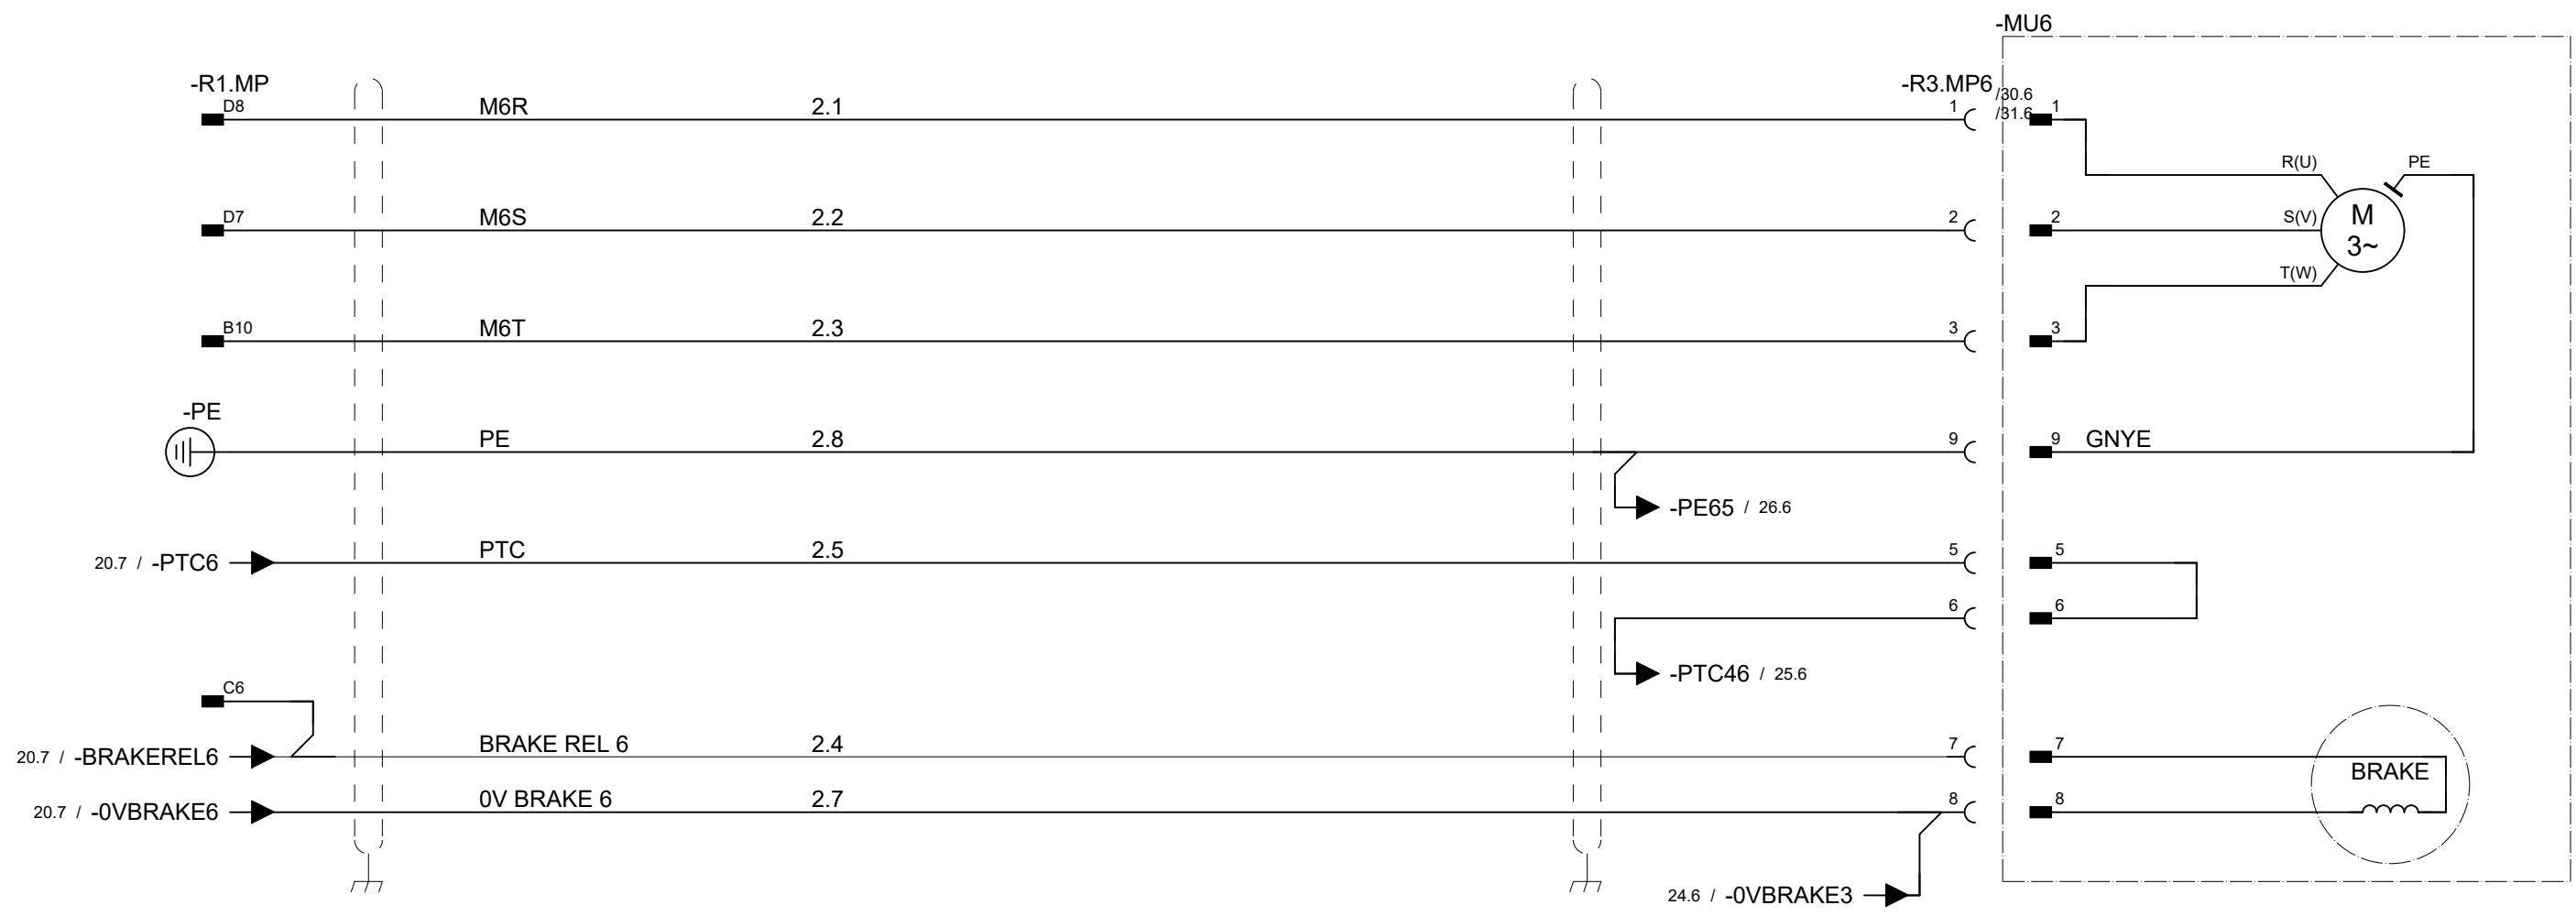 -MU6
-R1.MP
-R3.MP6
/30.6
/31.6
D8 M6R 2.1 1 1
R(U) PE
D7 M6S 2.2 2 2 S(V) M
3~
T(W)
B10 M6T 2.3 3 3
-PE
PE 2.8 9 9 GNYE
-PE65 / 26.6
20.7 / -PTC6 PTC 2.5 5 5
6 6
-PTC46 / 25.6
C6
20.7 / -BRAKEREL6 BRAKE REL 6 2.4 7 7
BRAKE
20.7 / -0VBRAKE6 0V BRAKE 6 2.7 8 8
24.6 / -0VBRAKE3